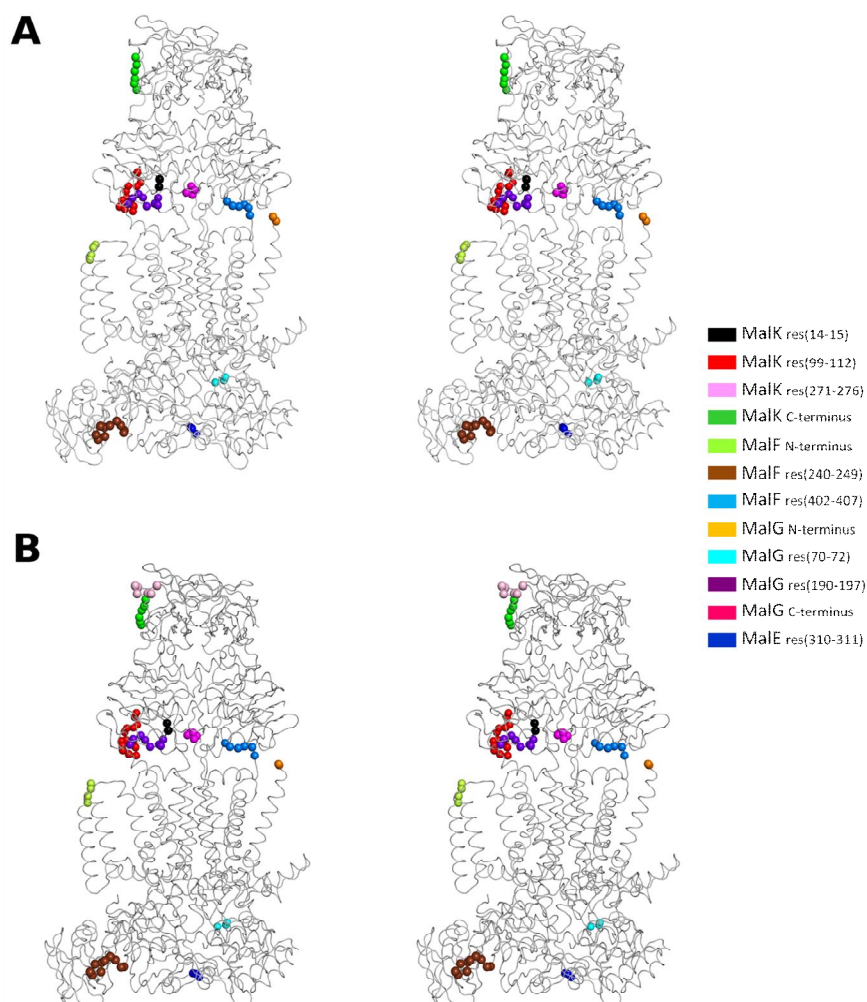 A
MalK res(14-15)
MalK res(99-112)
MalK res(271-276)
MalK C-terminus
MalF N-terminus
MalF res(240-249)
MalF res(402-407)
MalG N-terminus
MalG res(70-72)
MalG res(190-197)
MalG C-terminus
MalE res(310-311)
B